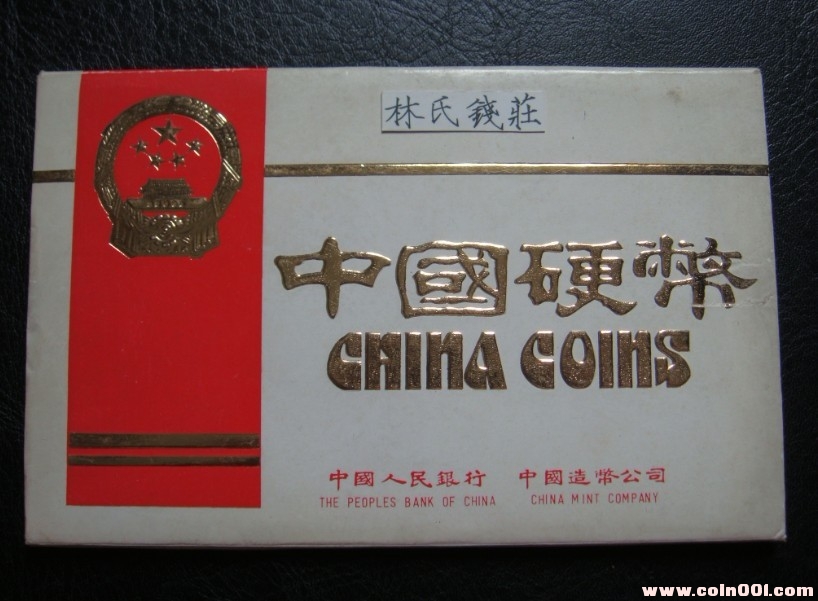 林氏錢莊
中國硬幣
CHINA COINS
中國人民銀行 中國造幣公司
THE PEOPLES BANK OF CHINA CHINA MINT COMPANY
www.coin001.com